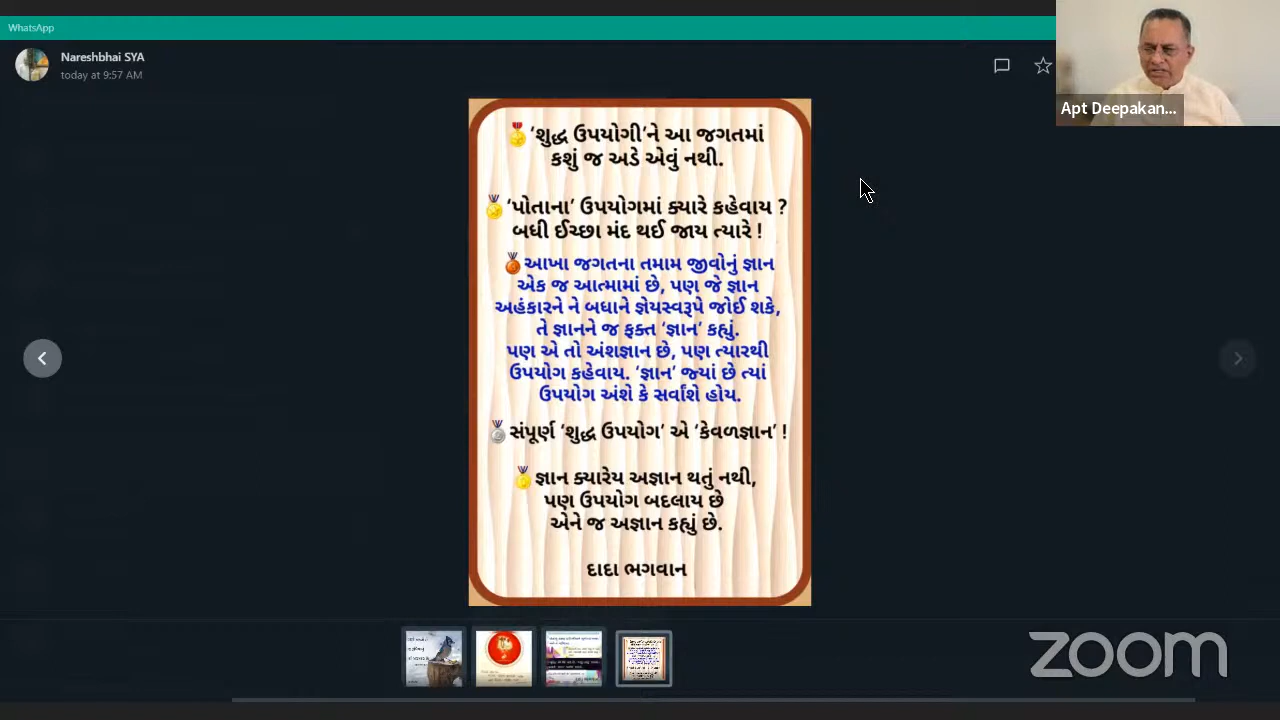 WhatsApp
Nareshbhai SYA
today at 9:57 AM
Apt Deepakan...
‘શુદ્ધ ઉપયોગી’ને આ જગતમાં
કશું જ અડે એવું નથી.
‘પોતાના’ ઉપયોગમાં ક્યારે કહેવાય ?
બધી ઈચ્છા મંદ થઈ જાય ત્યારે !
આખા જગતના તમામ જીવોનું જ્ઞાન
એક જ આત્મામાં છે, પણ જે જ્ઞાન
અહંકારને ને બધાને જ્ઞેયસ્વરૂપે જોઈ શકે,
તે જ્ઞાનને જ ફક્ત ‘જ્ઞાન’ કહ્યું.
પણ એ તો અંશજ્ઞાન છે, પણ ત્યારથી
ઉપયોગ કહેવાય. ‘જ્ઞાન’ જ્યાં છે ત્યાં
ઉપયોગ અંશે કે સર્વાંશે હોય.
સંપૂર્ણ ‘શુદ્ધ ઉપયોગ’ એ ‘કેવળજ્ઞાન’ !
જ્ઞાન ક્યારેય અજ્ઞાન થતું નથી,
પણ ઉપયોગ બદલાય છે
એને જ અજ્ઞાન કહ્યું છે.
દાદા ભગવાન
zoom